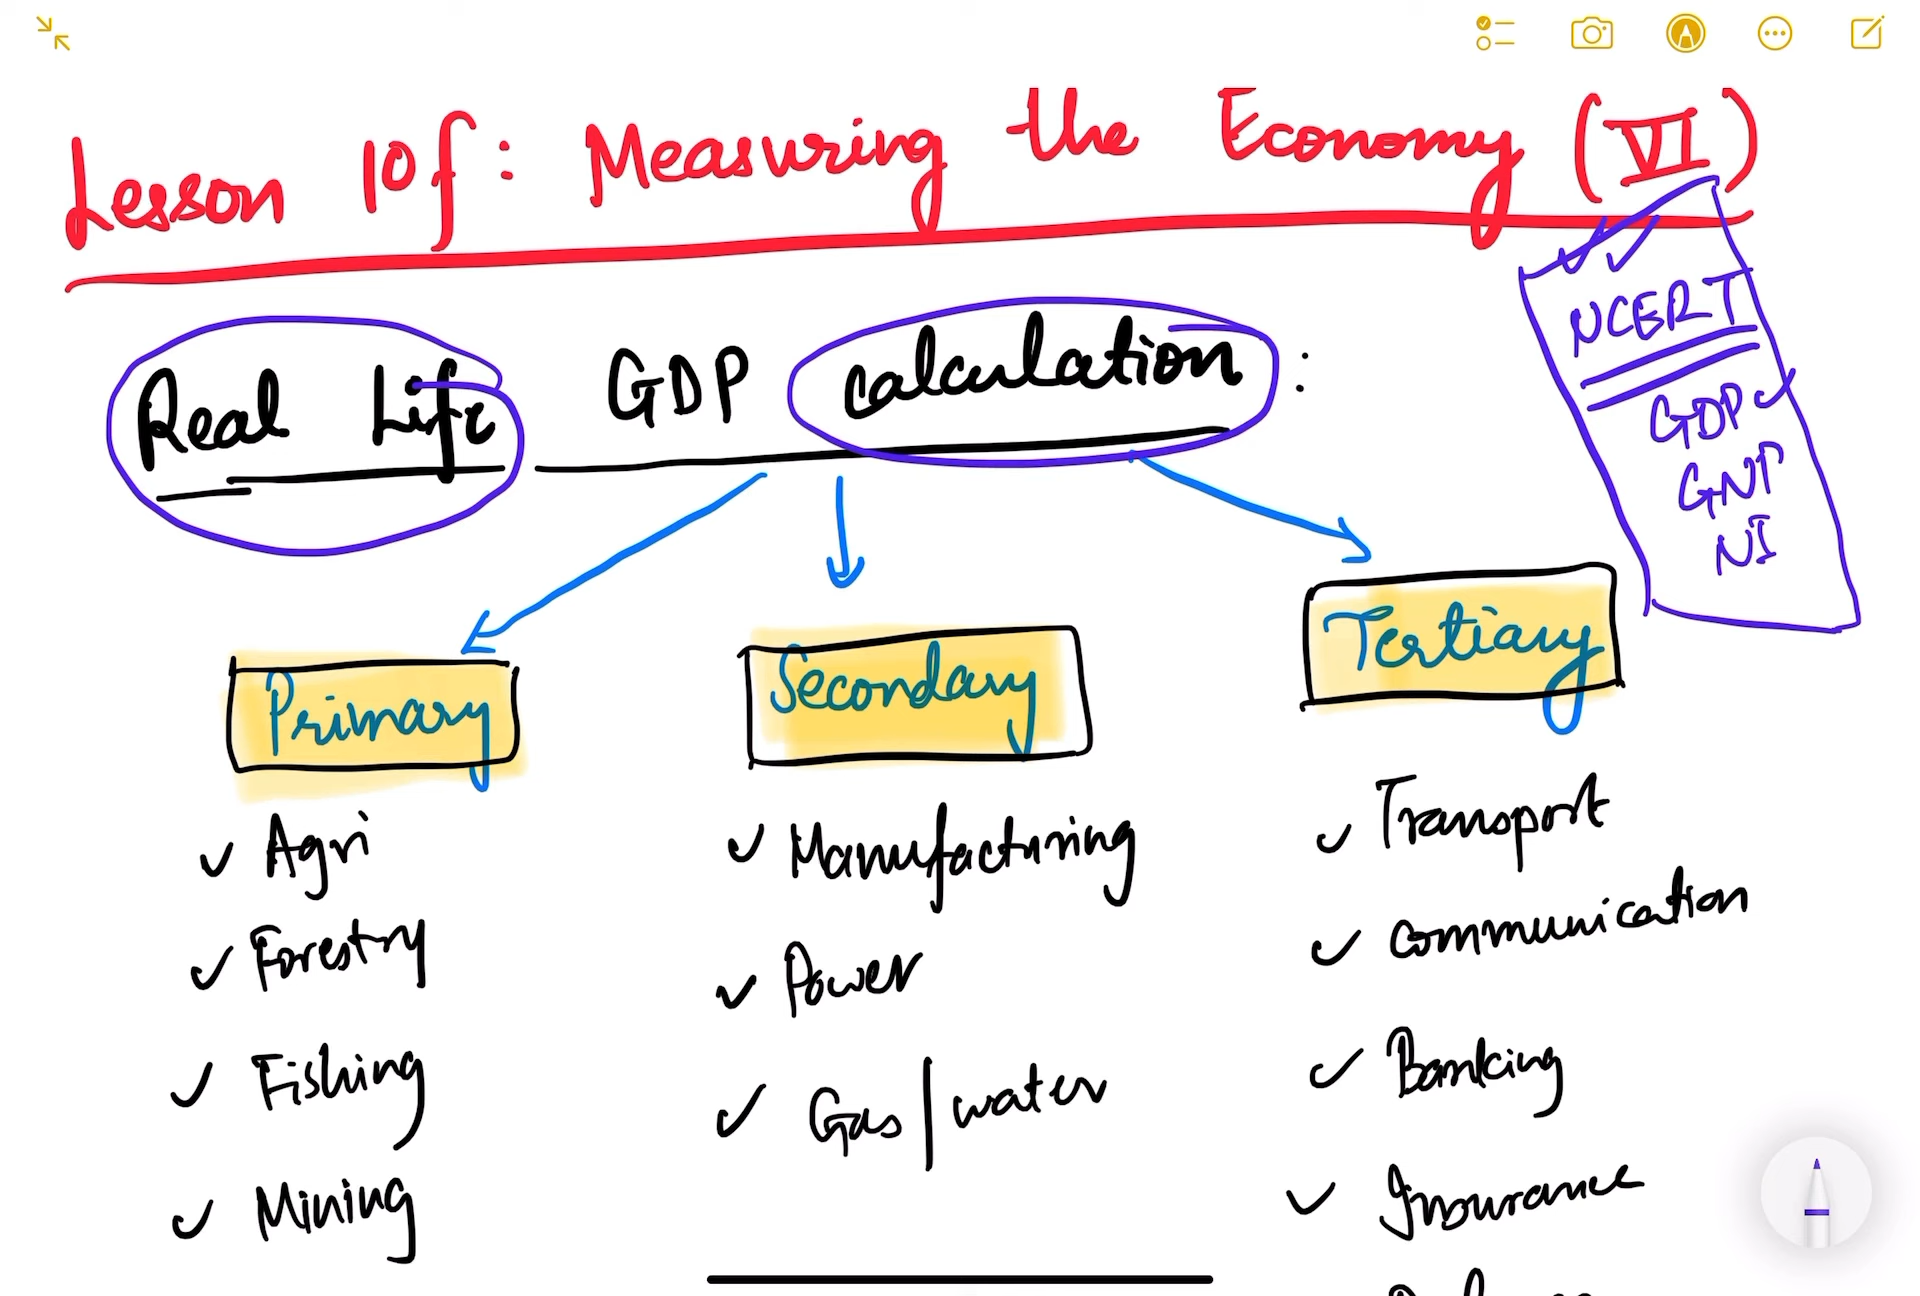 Lesson 10f: Measuring the Economy (VI)
Real Life GDP calculation:
NCERT
GDP
GNP
NI
Primary
Agri
Forestry
Fishing
Mining
Secondary
Manufacturing
Power
Gas/water
Tertiary
Transport
Communication
Banking
Insurance